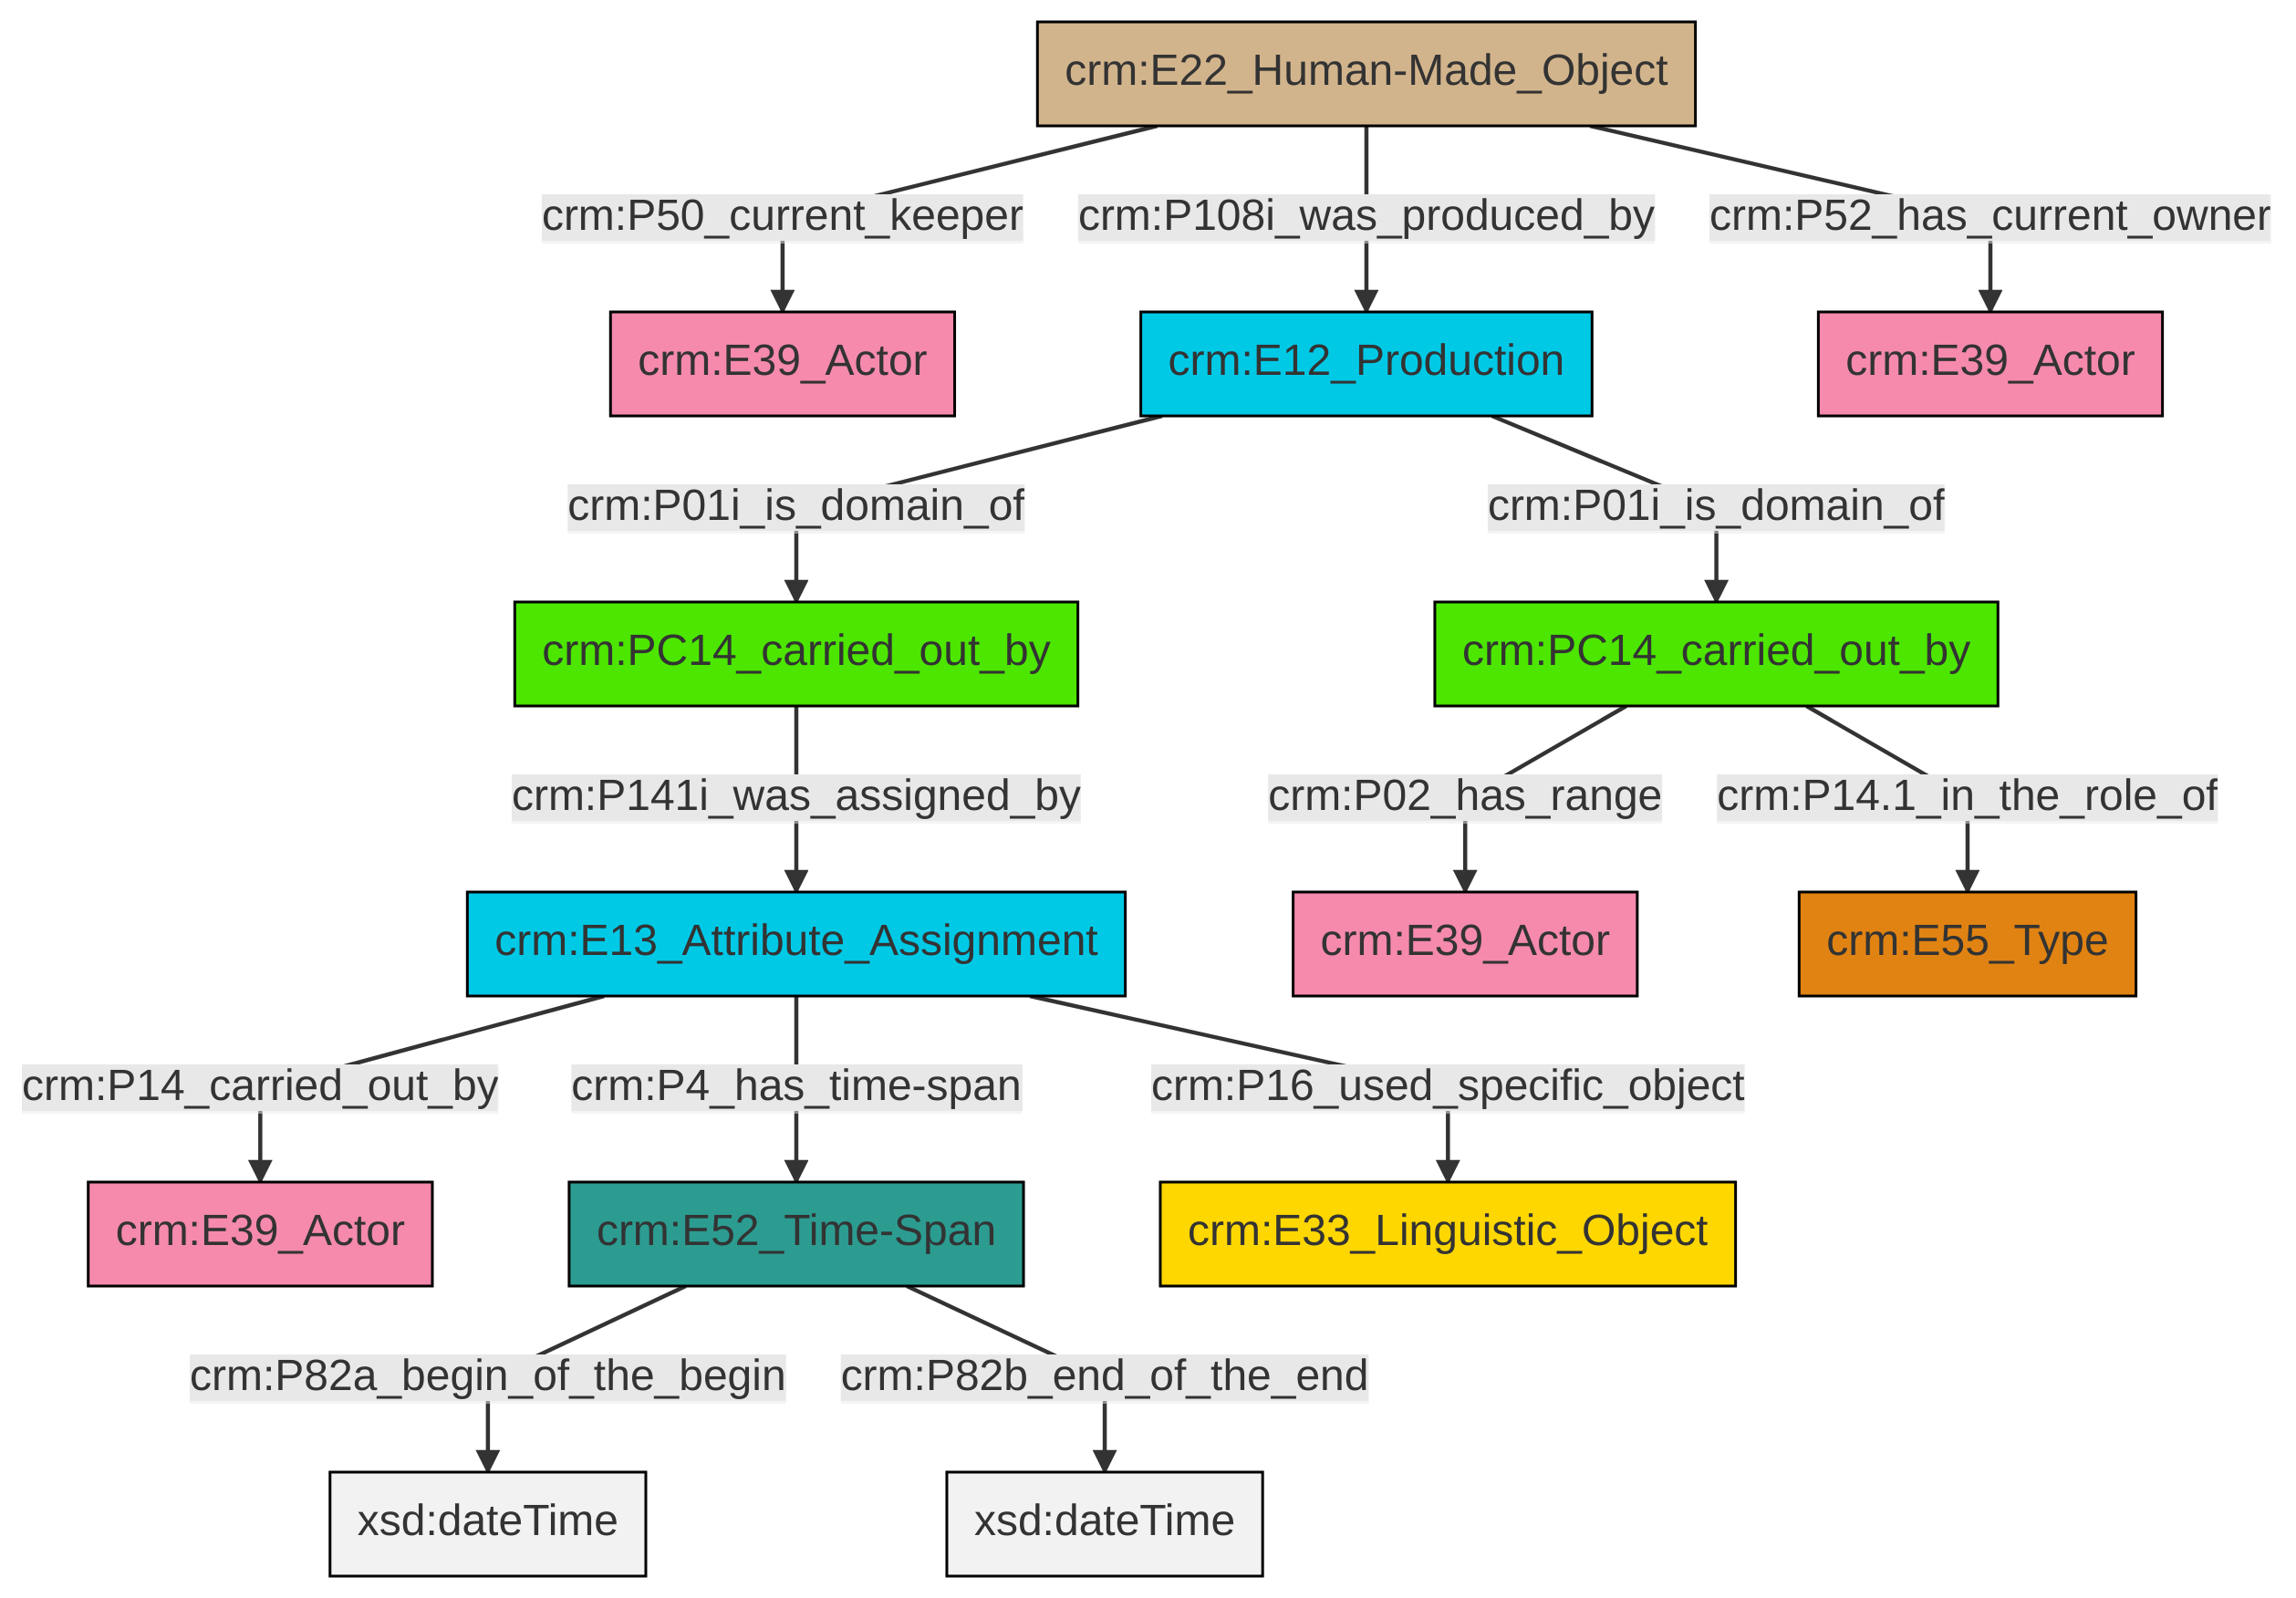 crm:E22_Human-Made_Object
crm:P50_current_keeper
crm:P108i_was_produced_by
crm:P52_has_current_owner
crm:E39_Actor
crm:E12_Production
crm:E39_Actor
crm:P01i_is_domain_of
crm:P01i_is_domain_of
crm:PC14_carried_out_by
crm:PC14_carried_out_by
crm:P141i_was_assigned_by
crm:P02_has_range
crm:P14.1_in_the_role_of
crm:E13_Attribute_Assignment
crm:E39_Actor
crm:E55_Type
crm:P14_carried_out_by
crm:P4_has_time-span
crm:P16_used_specific_object
crm:E39_Actor
crm:E52_Time-Span
crm:E33_Linguistic_Object
crm:P82a_begin_of_the_begin
crm:P82b_end_of_the_end
xsd:dateTime
xsd:dateTime